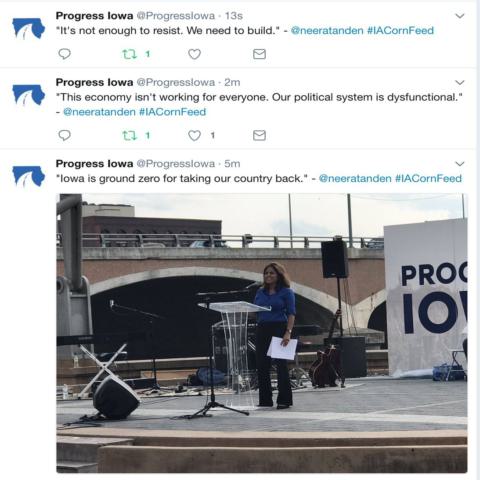 Progress Iowa @ProgressIowa · 13s
"It's not enough to resist. We need to build." - @neeratanden #IACornFeed
1
Progress Iowa @ProgressIowa · 2m
"This economy isn't working for everyone. Our political system is dysfunctional."
- @neeratanden #IACornFeed
1 1
Progress Iowa @ProgressIowa · 5m
"Iowa is ground zero for taking our country back." - @neeratanden #IACornFeed
PROG
IOW